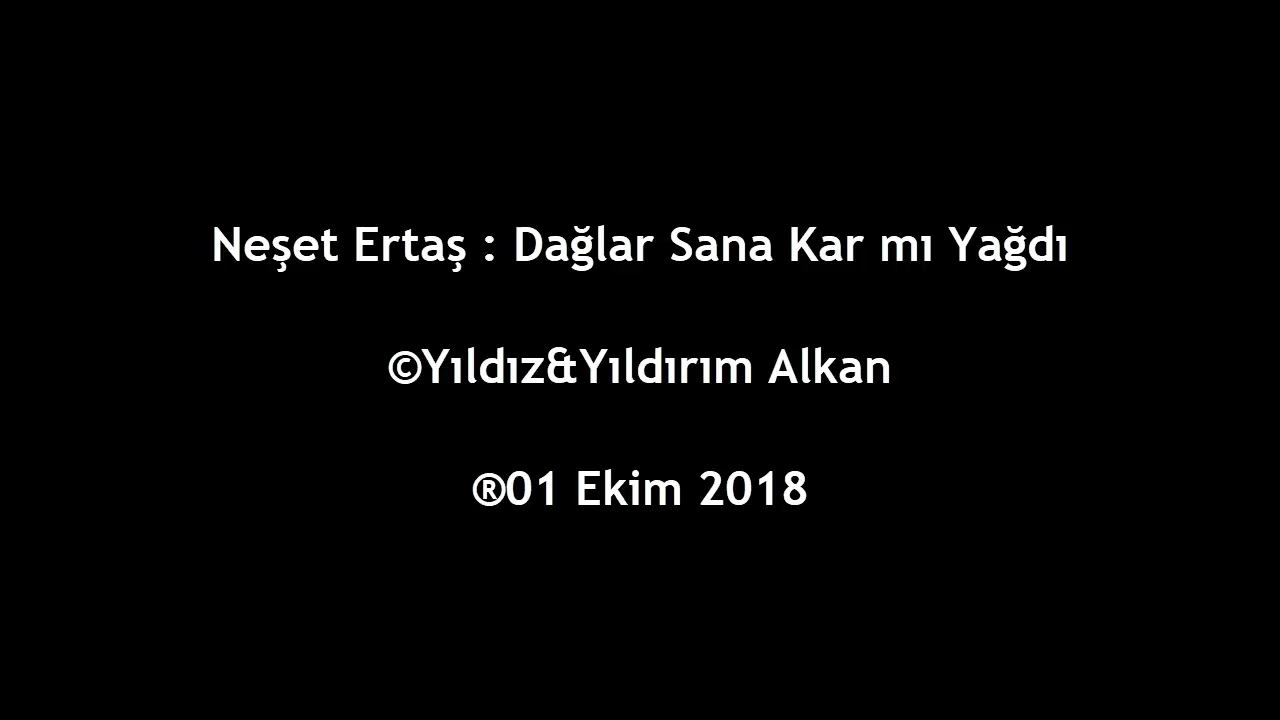 Neşet Ertaş : Dağlar Sana Kar mı Yağdı
©Yıldız&Yıldırım Alkan
®01 Ekim 2018